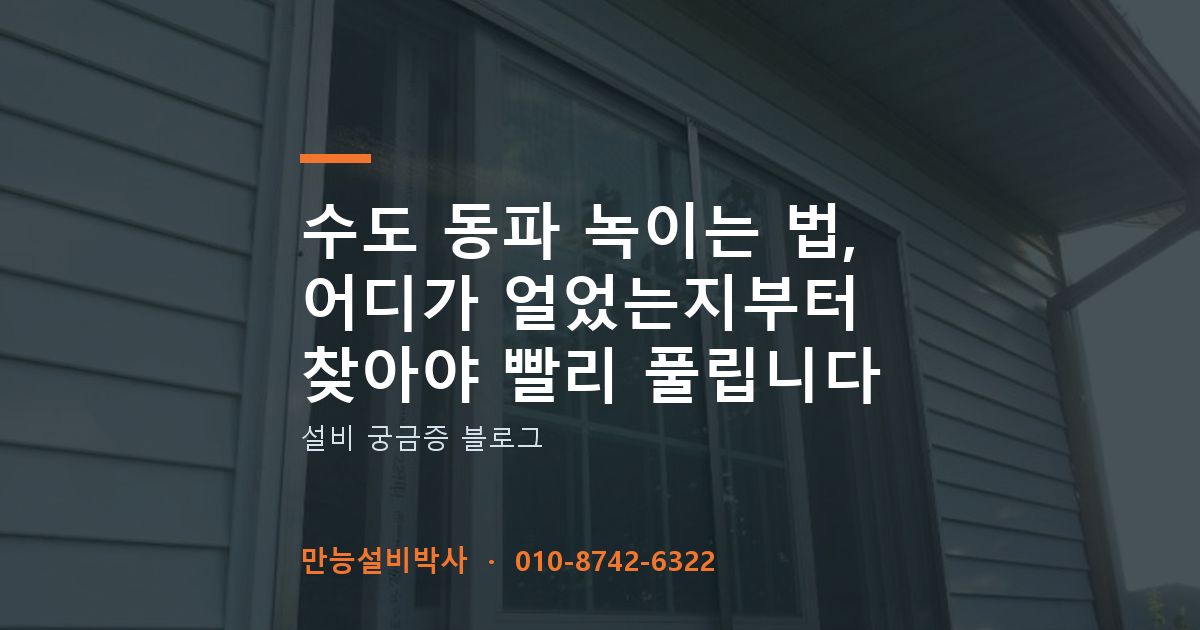 수도 동파 녹이는 법,
어디가 얼었는지부터
찾아야 빨리 풀립니다
설비 궁금증 블로그
만능설비박사 · 010-8742-6322